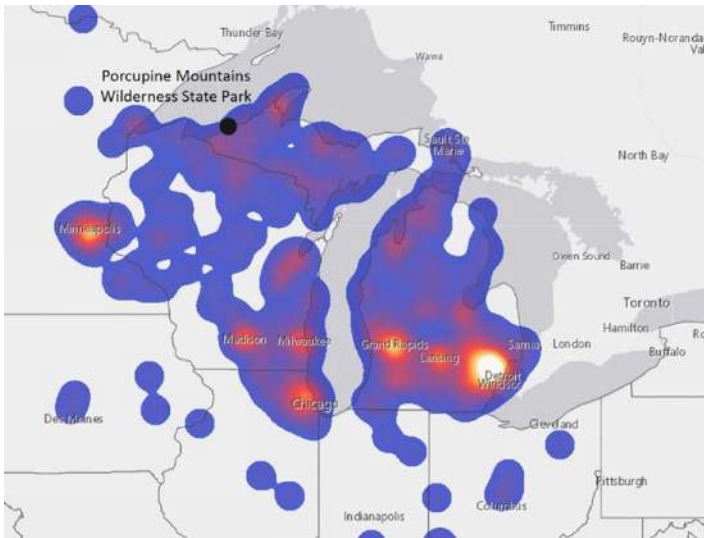 Timmins
Rouyn-Noranda
Val
Thunder Bay
Wawa
Porcupine Mountains
Wilderness State Park
Sault Ste
Marie
North Bay
Minneapolis
Owen Sound
Barrie
Toronto
Madison
Milwaukee
Grand Rapids
Lansing
Sarnia
London
Hamilton
Ro
Buffalo
Detroit
Windsor
Chicago
Des Moines
Cleveland
Pittsburgh
Columbus
Indianapolis